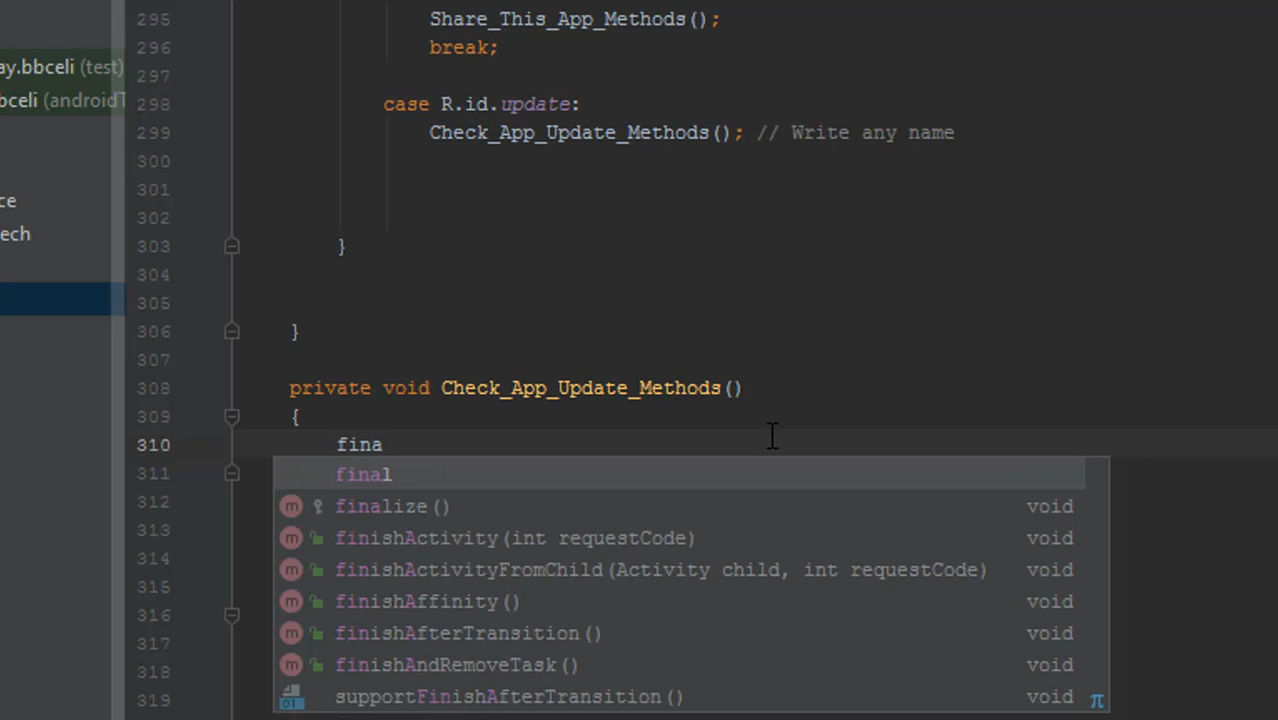 295 Share_This_App_Methods();
296 break;
ay.bbceli (test)
297
bceli (androidT
298 case R.id.update:
299 Check_App_Update_Methods(); // Write any name
300
301
ce
302
ech
303 }
304
305
306 }
307
308 private void Check_App_Update_Methods()
309 {
310 fina
311 final
312 m finalize() void
313 m finishActivity(int requestCode) void
314 m finishActivityFromChild(Activity child, int requestCode) void
315 m finishAffinity() void
316
317 m finishAfterTransition() void
318 m finishAndRemoveTask() void
319 01 supportFinishAfterTransition() void π